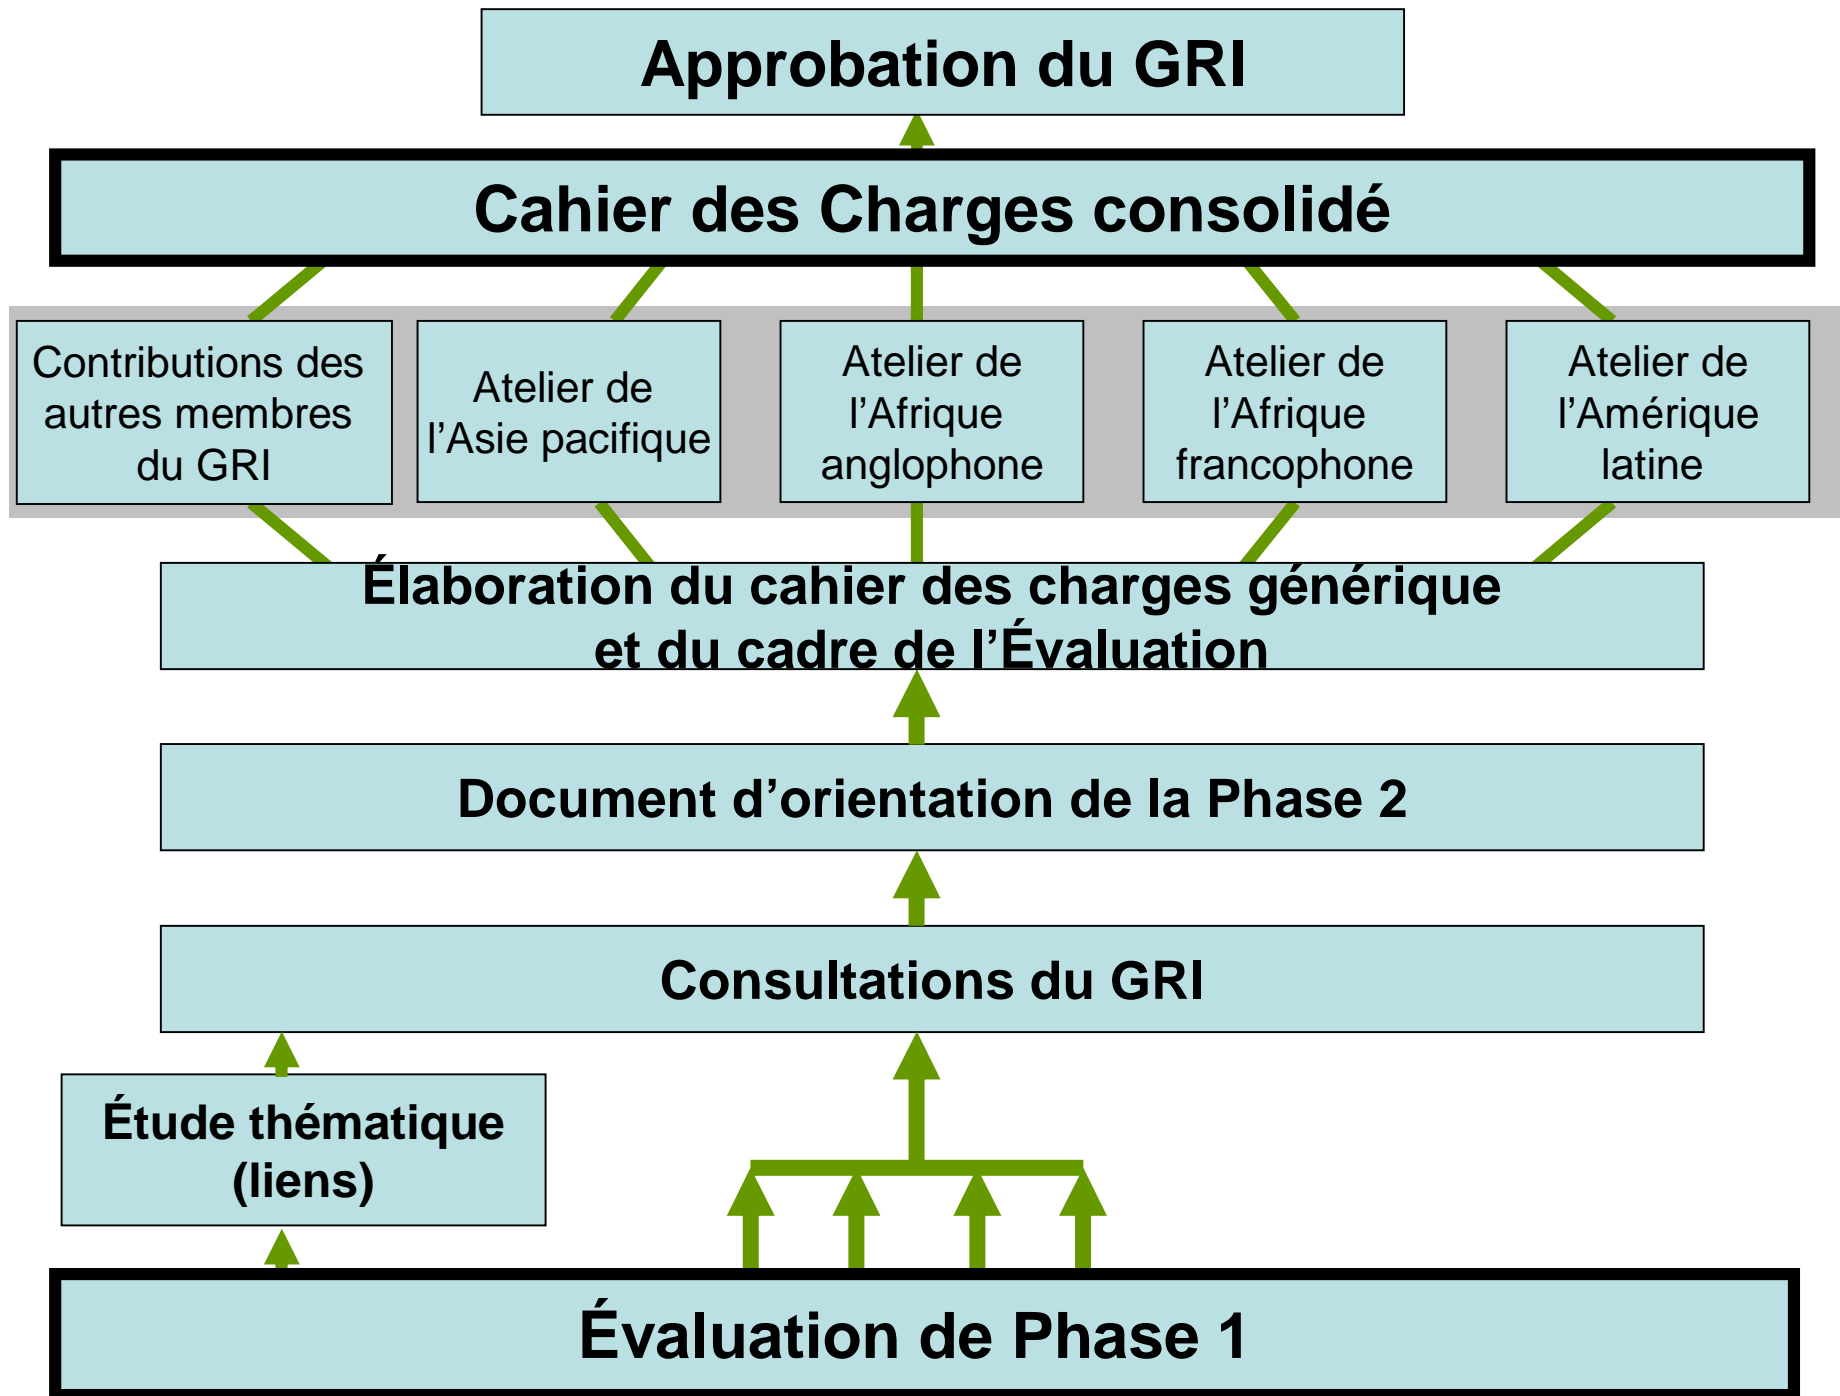 Approbation du GRI
Cahier des Charges consolidé
Contributions des
autres membres
du GRI
Atelier de
l’Asie pacifique
Atelier de
l’Afrique
anglophone
Atelier de
l’Afrique
francophone
Atelier de
l’Amérique
latine
Élaboration du cahier des charges générique
et du cadre de l’Évaluation
Document d’orientation de la Phase 2
Consultations du GRI
Étude thématique
(liens)
Évaluation de Phase 1